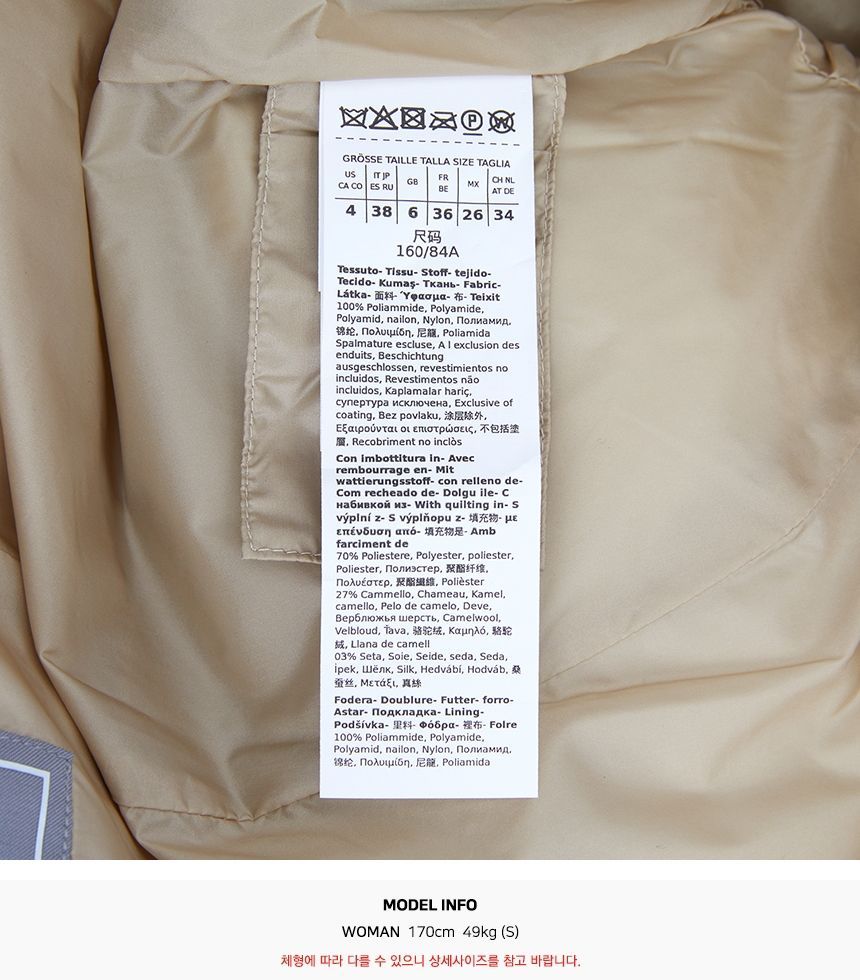 GRÖSSE TAILLE TALLA SIZE TAGLIA
US CA CO IT JP ES RU GB FR BE MX CH NL AT DE
4 38 6 36 26 34
尺码
160/84A
Tessuto- Tissu- Stoff- tejido-
Tecido- Kumaş- Ткань- Fabric-
Látka- 面料- Ύφασμα- 布- Teixit
100% Poliammide, Polyamide,
Polyamid, nailon, Nylon, Полиамид,
锦纶, Πολυιμίδη, 尼龍, Poliamida
Spalmature escluse, A l exclusion des
enduits, Beschichtung
ausgeschlossen, revestimientos no
incluidos, Revestimentos não
incluidos, Kaplamalar hariç,
супертура исключена, Exclusive of
coating, Bez povlaku, 涂层除外,
Εξαιρούνται οι επιστρώσεις, 不包括塗
層, Recobriment no inclòs
Con imbottitura in- Avec
rembourrage en- Mit
wattierungsstoff- con relleno de-
Com recheado de- Dolgu ile- С
набивкой из- With quilting in- S
výplní z- S výplňou z- 填充物- με
επένδυση από- 填充物是- Amb
farciment de
70% Poliestere, Polyester, poliester,
Poliester, Полиэстер, 聚酯纤维,
Πολυέστερ, 聚酯纖維, Polièster
27% Cammello, Chameau, Kamel,
camello, Pelo de camelo, Deve,
Верблюжья шерсть, Camelwool,
Velbloud, Ťava, 骆驼绒, Καμηλό, 駱駝
絨, Llana de camell
03% Seta, Soie, Seide, seda, Seda,
ipek, Шёлк, Silk, Hedvábí, Hodváb, 桑
蚕丝, Μετάξι, 真絲
Fodera- Doublure- Futter- forro-
Astar- Подкладка- Lining-
Podšívka- 里料- Φόδρα- 裡布- Folre
100% Poliammide, Polyamide,
Polyamid, nailon, Nylon, Полиамид,
锦纶, Πολυιμίδη, 尼龍, Poliamida
MODEL INFO
WOMAN 170cm 49kg (S)
체형에 따라 다를 수 있으니 상세사이즈를 참고 바랍니다.